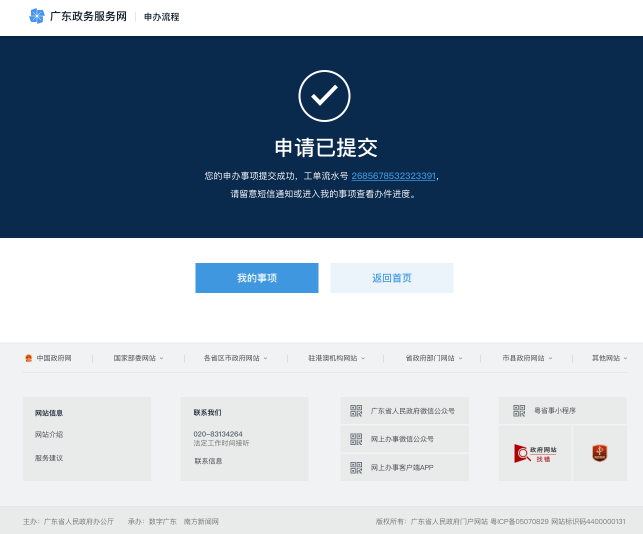 广东政务服务网 申办流程
申请已提交
您的申办事项提交成功，工单流水号 2685678532323391，
请留意短信通知或进入我的事项查看办件进度。
我的事项 返回首页
中国政府网 国家部委网站 各省区市政府网站 驻港澳机构网站 省政府部门网站 市县政府网站 其他网站
网站信息
网站介绍
服务建议
联系我们
020-83134264
法定工作时间接听
联系信息
广东省人民政府微信公众号
网上办事微信公众号
网上办事客户端APP
粤省事小程序
政府网站
找错
主办：广东省人民政府办公厅 承办：数字广东 南方新闻网
版权所有：广东省人民政府门户网站 粤ICP备05070829 网站标识码4400000131